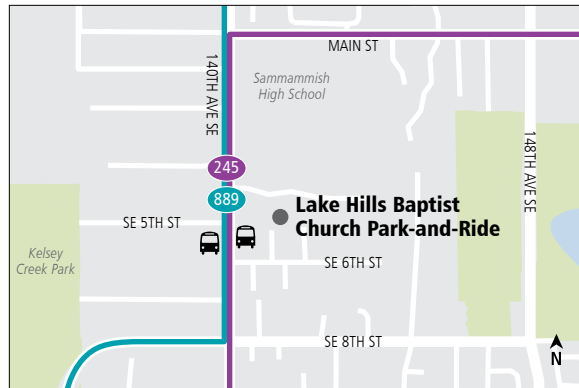 MAIN ST
140TH AVE SE
Sammammish
High School
148TH AVE SE
245
889
Lake Hills Baptist
Church Park-and-Ride
SE 5TH ST
Kelsey
Creek Park
SE 6TH ST
SE 8TH ST
N